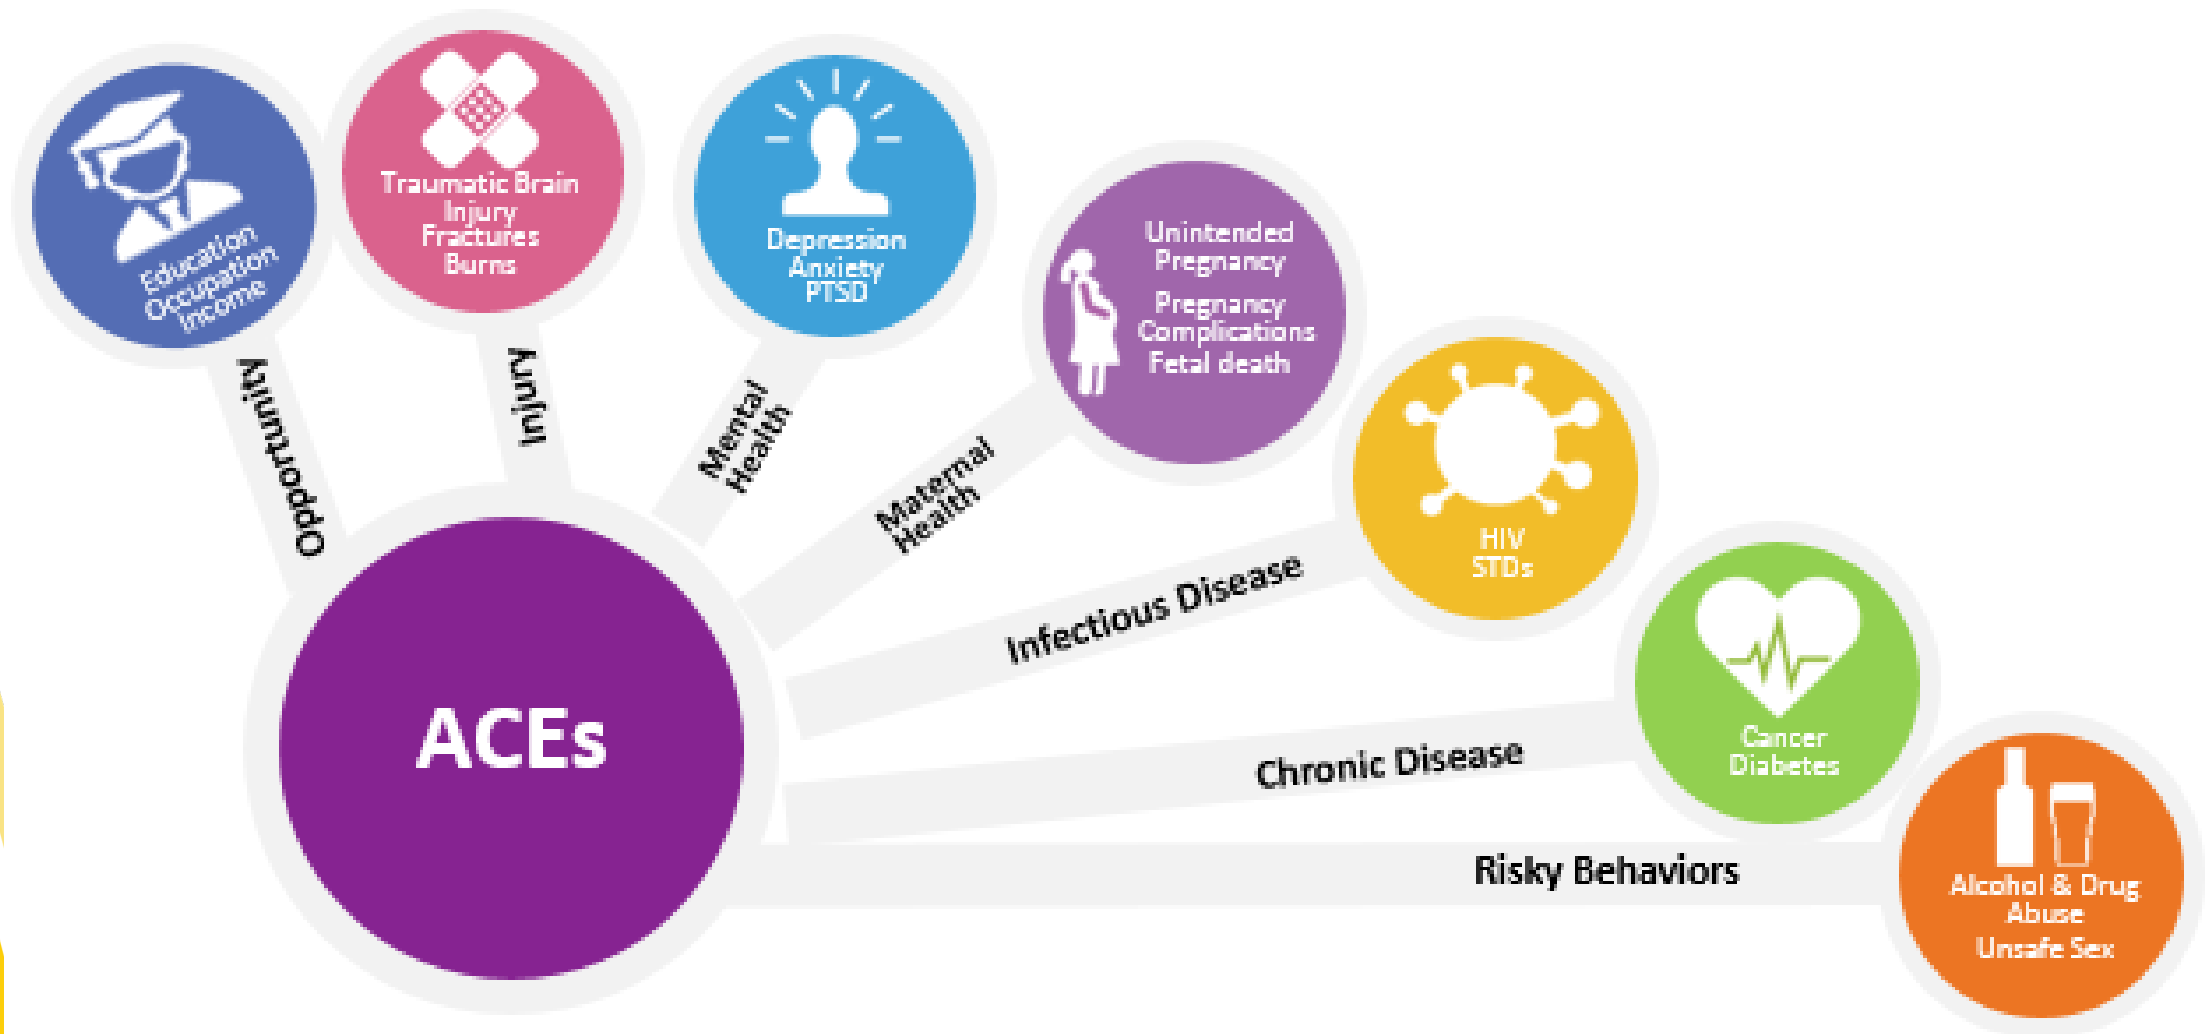 Education
Occupation
Income
Opportunity
Traumatic Brain
Injury
Fractures
Burns
Injury
Depression
Anxiety
PTSD
Mental
Health
Unintended
Pregnancy
Pregnancy
Complications
Fetal death
Maternal
Health
HIV
STDs
Infectious Disease
Cancer
Diabetes
Chronic Disease
Alcohol & Drug
Abuse
Unsafe Sex
Risky Behaviors
ACEs